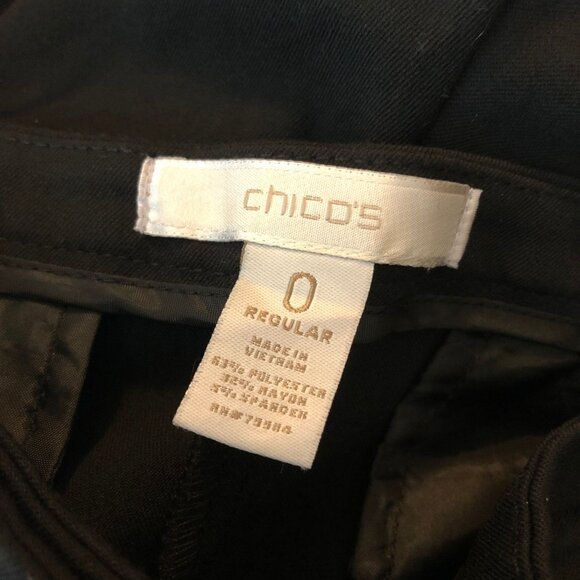 chico's
0
REGULAR
MADE IN
VIETNAM
63% POLYESTER
32% RAYON
5% SPANDEX